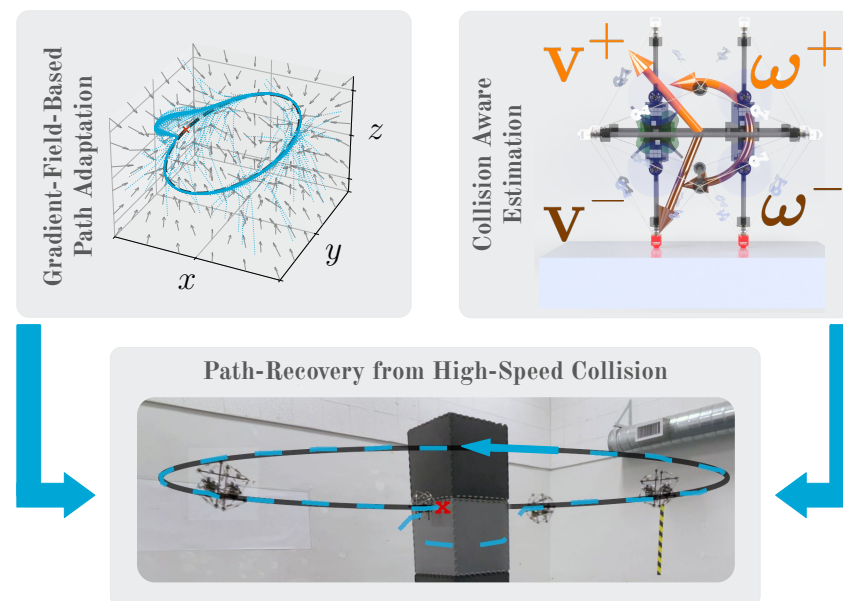 Gradient-Field-Based
Path Adaptation
x
y
z
Collision Aware
Estimation
v⁺
ω⁺
v⁻
ω⁻
Path-Recovery from High-Speed Collision
x